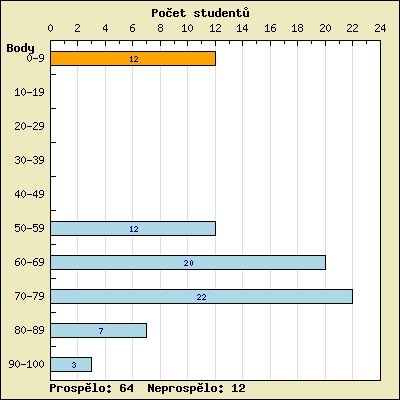 Počet studentů
0 2 4 6 8 10 12 14 16 18 20 22 24
Body
0-9 12
10-19
20-29
30-39
40-49
50-59 12
60-69 20
70-79 22
80-89 7
90-100 3
Prospělo: 64 Neprospělo: 12